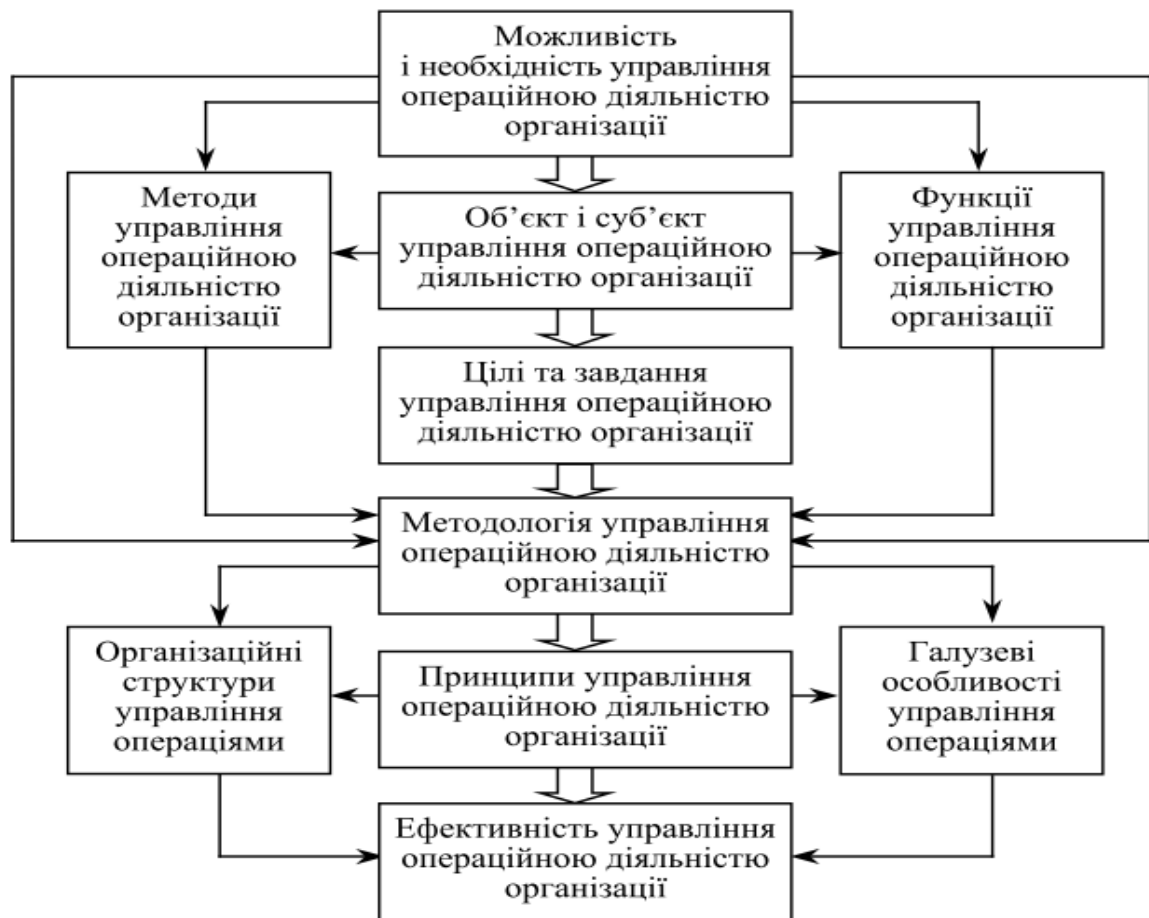 Можливість
і необхідність управління
операційною діяльністю
організації
Методи
управління
операційною
діяльністю
організації
Об’єкт і суб’єкт
управління операційною
діяльністю організації
Функції
управління
операційною
діяльністю
організації
Цілі та завдання
управління операційною
діяльністю організації
Методологія управління
операційною діяльністю
організації
Організаційні
структури
управління
операціями
Принципи управління
операційною діяльністю
організації
Галузеві
особливості
управління
операціями
Ефективність управління
операційною діяльністю
організації